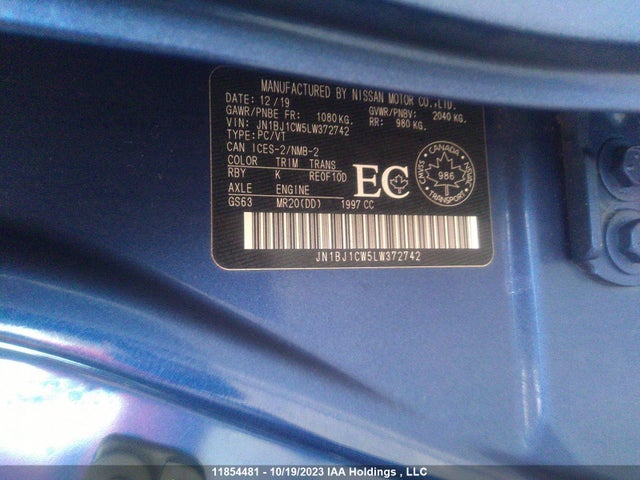 MANUFACTURED BY NISSAN MOTOR CO.,LTD.
DATE: 12/19
GAWR/PNBE FR: 1080KG. GVWR/PNBV: 2040 KG.
VIN: JN1BJ1CW5LW372742 RR: 980 KG.
TYPE:PC/VT
CAN ICES-2/NMB-2
COLOR TRIM TRANS
RBY K RE0F10D
AXLE ENGINE
GS63 MR20(DD) 1997 CC
EC
CANADA
986
TRANSPORT
JN1BJ1CW5LW372742
11854481 - 10/19/2023 IAA Holdings , LLC